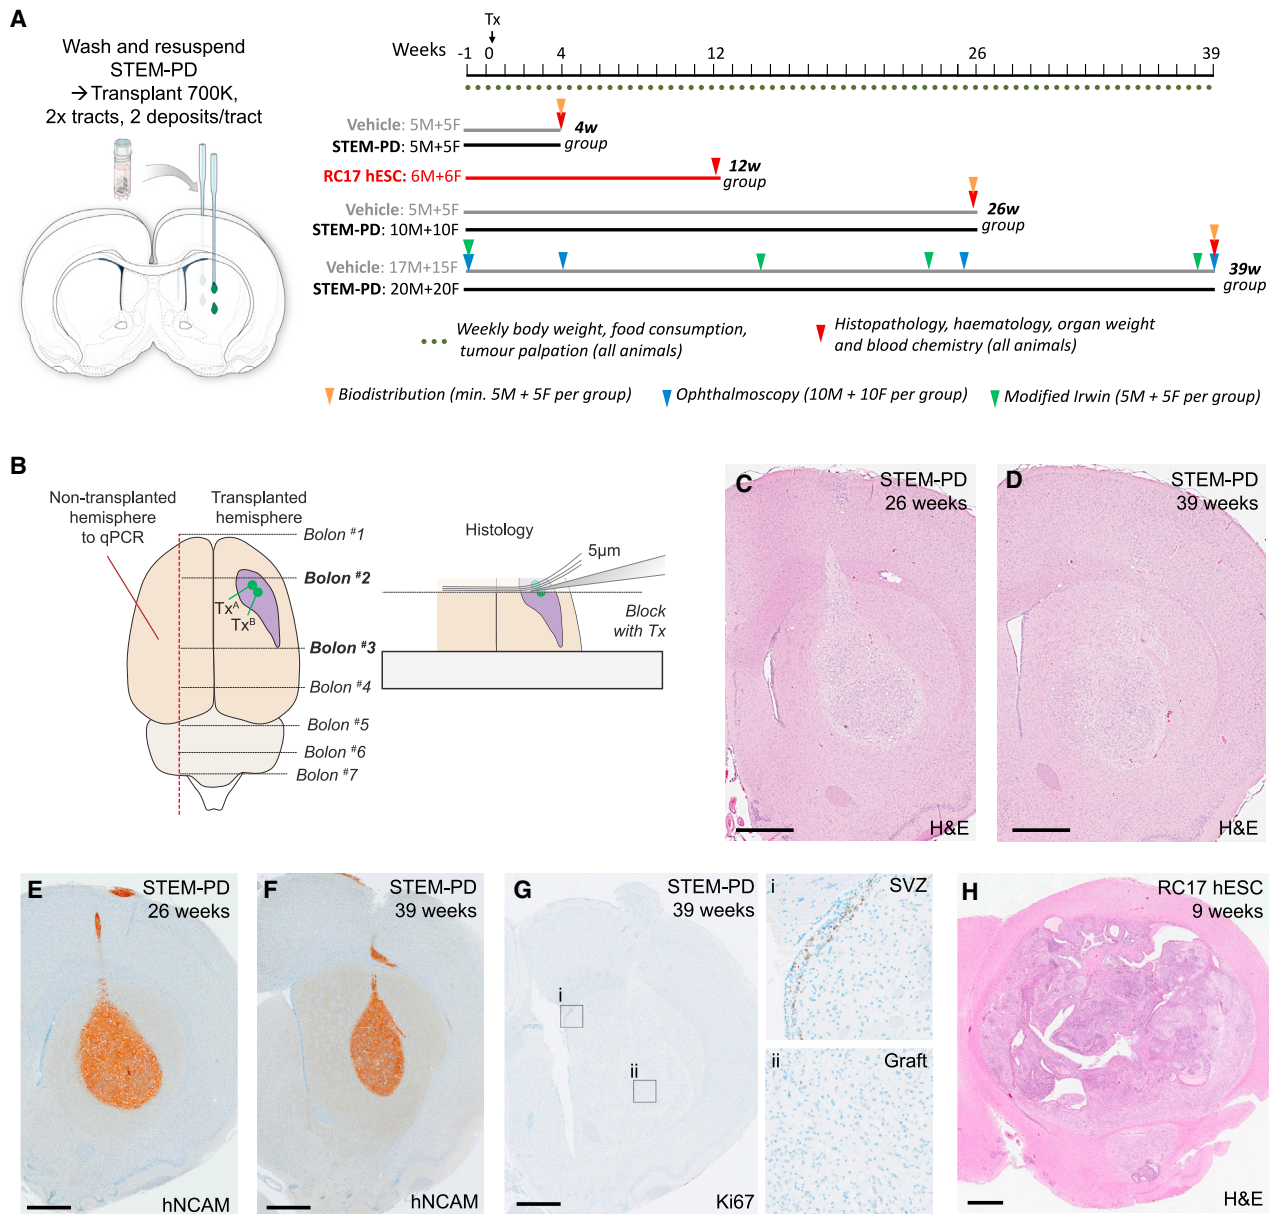 A
Wash and resuspend
STEM-PD
→ Transplant 700K,
2x tracts, 2 deposits/tract
Tx
Weeks
-1 0 4 12 26 39
Vehicle: 5M+5F
STEM-PD: 5M+5F
4w
group
RC17 hESC: 6M+6F
12w
group
Vehicle: 5M+5F
STEM-PD: 10M+10F
26w
group
Vehicle: 17M+15F
STEM-PD: 20M+20F
39w
group
Weekly body weight, food consumption,
tumour palpation (all animals)
Histopathology, haematology, organ weight
and blood chemistry (all animals)
Biodistribution (min. 5M + 5F per group)
Ophthalmoscopy (10M + 10F per group)
Modified Irwin (5M + 5F per group)
B
Non-transplanted
hemisphere
to qPCR
Transplanted
hemisphere
Bolon #1
Bolon #2
TxA
TxB
Bolon #3
Bolon #4
Bolon #5
Bolon #6
Bolon #7
Histology
5µm
Block
with Tx
C
STEM-PD
26 weeks
H&E
D
STEM-PD
39 weeks
H&E
E
STEM-PD
26 weeks
hNCAM
F
STEM-PD
39 weeks
hNCAM
G
STEM-PD
39 weeks
i
ii
Ki67
i
SVZ
ii
Graft
H
RC17 hESC
9 weeks
H&E